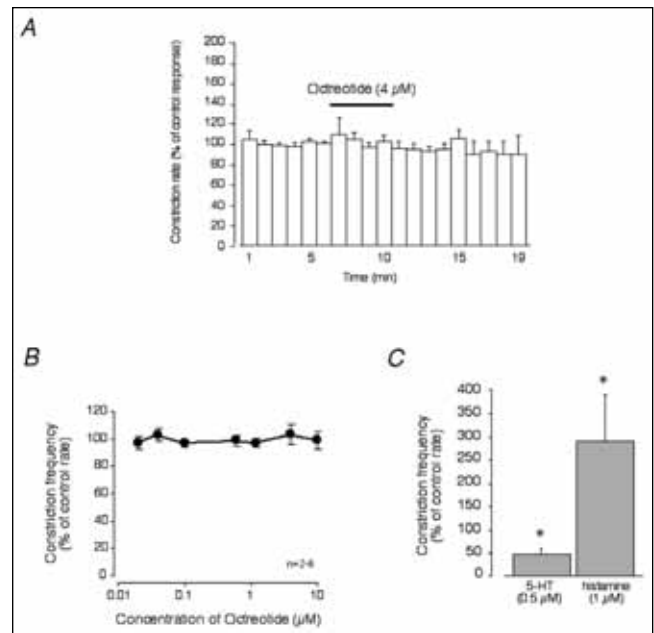 A
200
180
160
140
120
100
80
60
40
20
0
Constriction rate (% of control response)
Octreotide (4 µM)
1 5 10 15 19
Time (min)
B
120
100
80
60
40
20
0
Constriction frequency
(% of control rate)
n=2-6
0.01 0.1 1 10
Concentration of Octreotide (µM)
C
400
350
300
250
200
150
100
50
0
Constriction frequency
(% of control rate)
*
*
5-HT histamine
(0.5 µM) (1 µM)